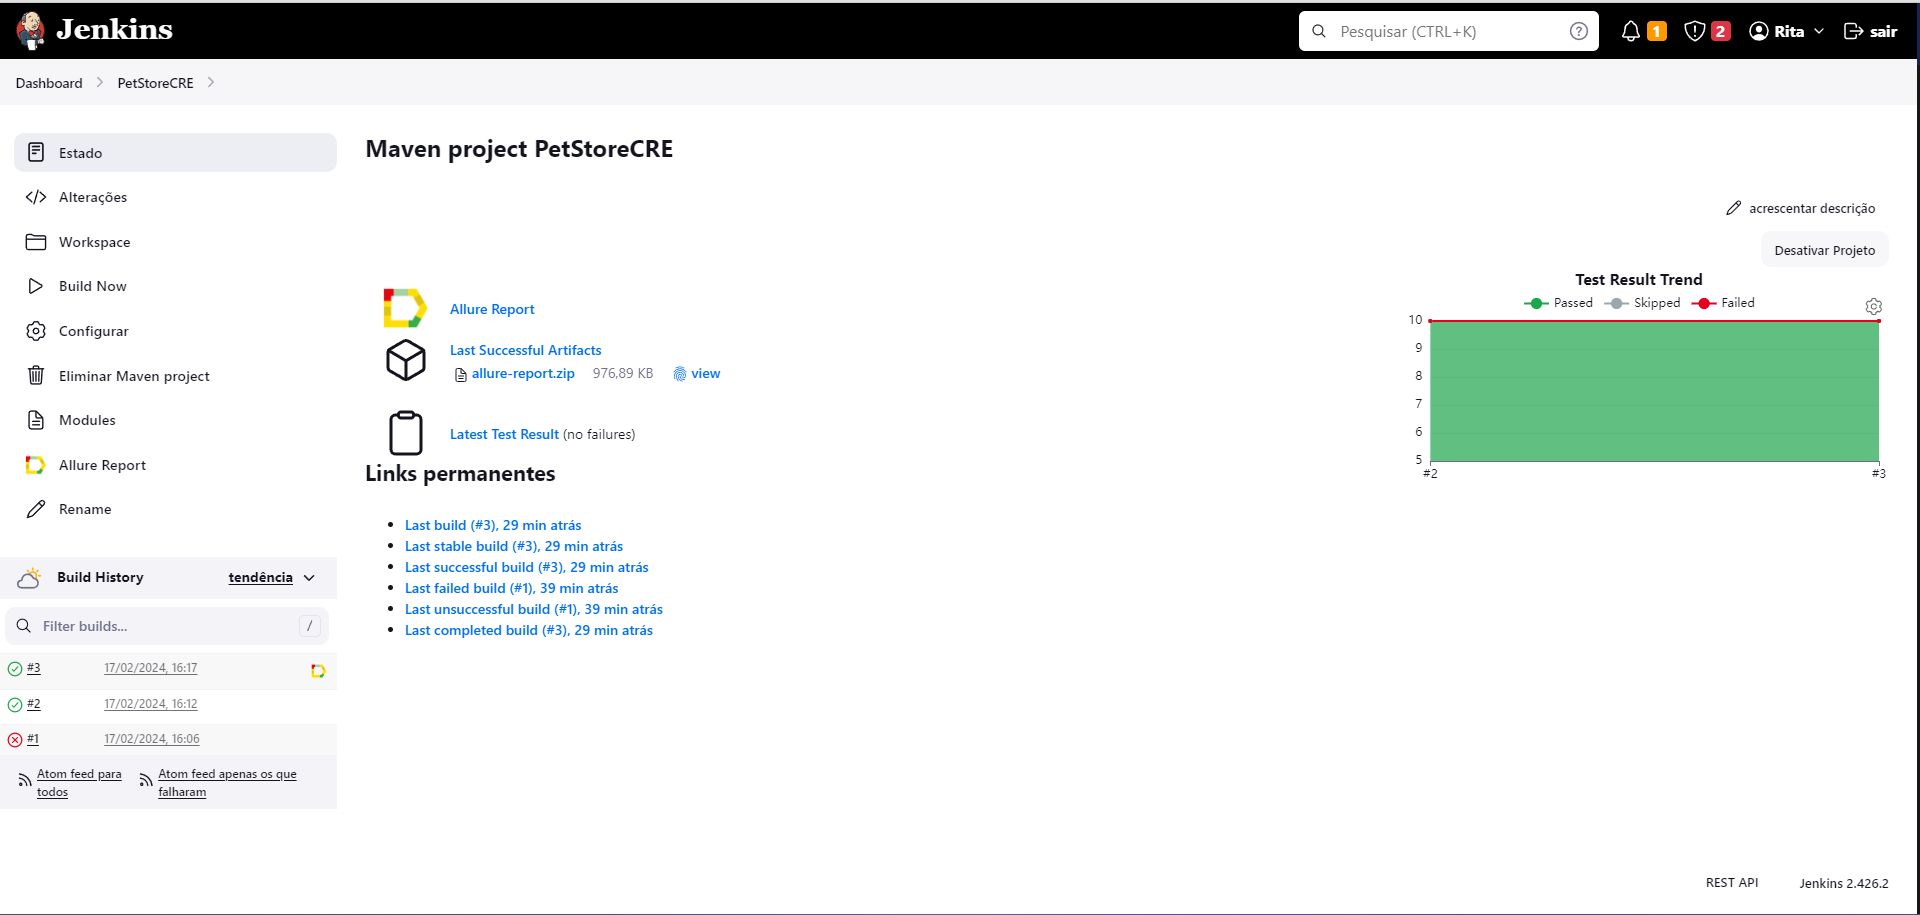 Jenkins
Pesquisar (CTRL+K)
1
2
Rita
sair
Dashboard
PetStoreCRE
Estado
Alterações
Workspace
Build Now
Configurar
Eliminar Maven project
Modules
Allure Report
Rename
Build History
tendência
Filter builds...
/
#3 17/02/2024, 16:17
#2 17/02/2024, 16:12
#1 17/02/2024, 16:06
Atom feed para todos
Atom feed apenas os que falharam
Maven project PetStoreCRE
acrescentar descrição
Desativar Projeto
Allure Report
Last Successful Artifacts
allure-report.zip 976,89 KB view
Latest Test Result (no failures)
Links permanentes
Last build (#3), 29 min atrás
Last stable build (#3), 29 min atrás
Last successful build (#3), 29 min atrás
Last failed build (#1), 39 min atrás
Last unsuccessful build (#1), 39 min atrás
Last completed build (#3), 29 min atrás
Test Result Trend
Passed Skipped Failed
10
9
8
7
6
5
#2 #3
REST API
Jenkins 2.426.2